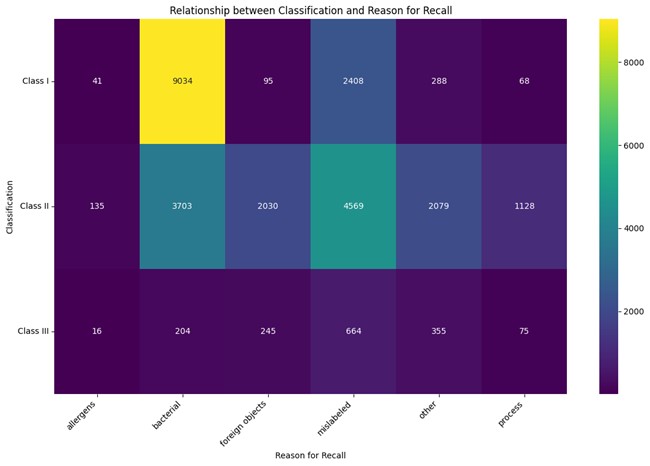 Relationship between Classification and Reason for Recall
Classification
Class I
41 9034 95 2408 288 68
Class II
135 3703 2030 4569 2079 1128
Class III
16 204 245 664 355 75
allergens
bacterial
foreign objects
mislabeled
other
process
Reason for Recall
8000
6000
4000
2000